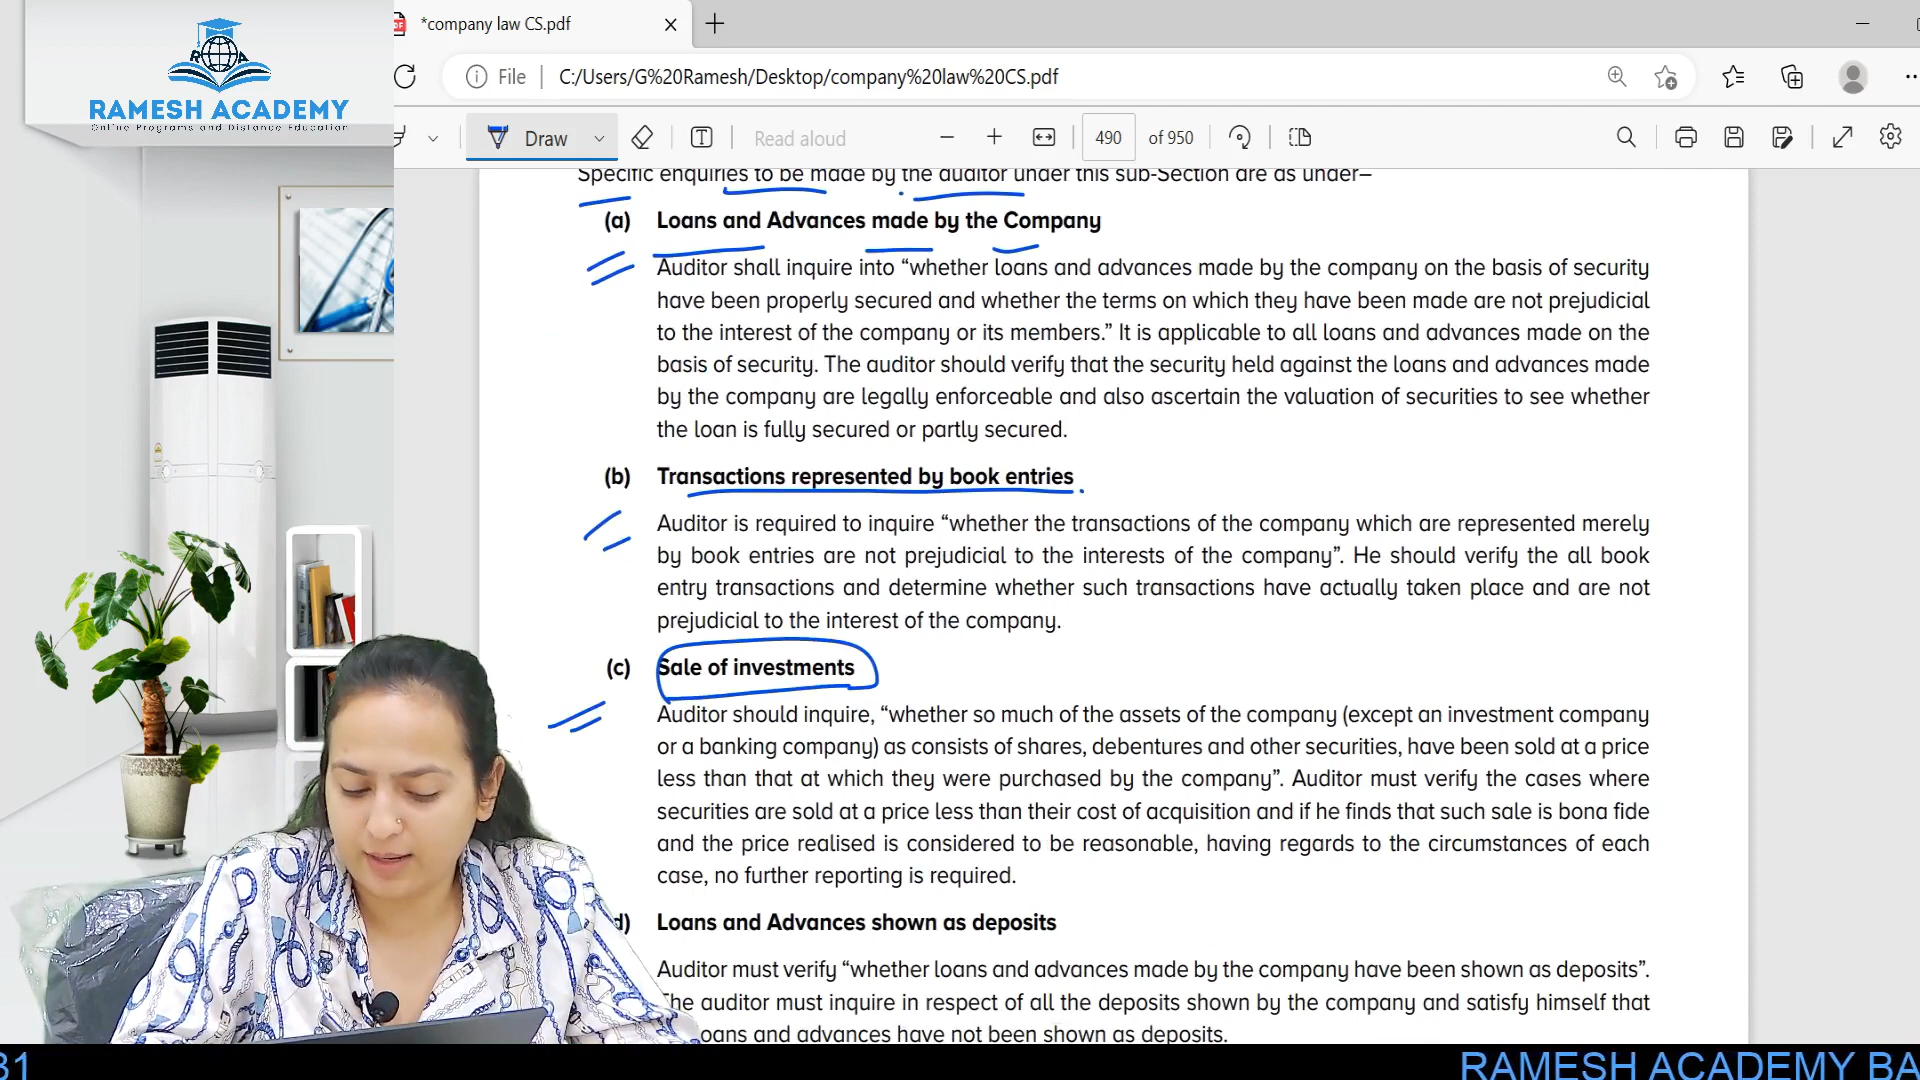 *company law CS.pdf
RA
RAMESH ACADEMY
Online Programs and Distance Education
File
C:/Users/G%20Ramesh/Desktop/company%20law%20CS.pdf
Draw
Read aloud
490 of 950
Specific enquiries to be made by the auditor under this sub-Section are as under–
(a) Loans and Advances made by the Company
Auditor shall inquire into “whether loans and advances made by the company on the basis of security
have been properly secured and whether the terms on which they have been made are not prejudicial
to the interest of the company or its members.” It is applicable to all loans and advances made on the
basis of security. The auditor should verify that the security held against the loans and advances made
by the company are legally enforceable and also ascertain the valuation of securities to see whether
the loan is fully secured or partly secured.
(b) Transactions represented by book entries
Auditor is required to inquire “whether the transactions of the company which are represented merely
by book entries are not prejudicial to the interests of the company”. He should verify the all book
entry transactions and determine whether such transactions have actually taken place and are not
prejudicial to the interest of the company.
(c) Sale of investments
Auditor should inquire, “whether so much of the assets of the company (except an investment company
or a banking company) as consists of shares, debentures and other securities, have been sold at a price
less than that at which they were purchased by the company”. Auditor must verify the cases where
securities are sold at a price less than their cost of acquisition and if he finds that such sale is bona fide
and the price realised is considered to be reasonable, having regards to the circumstances of each
case, no further reporting is required.
d) Loans and Advances shown as deposits
Auditor must verify “whether loans and advances made by the company have been shown as deposits”.
The auditor must inquire in respect of all the deposits shown by the company and satisfy himself that
oans and advances have not been shown as deposits.
31
RAMESH ACADEMY BA